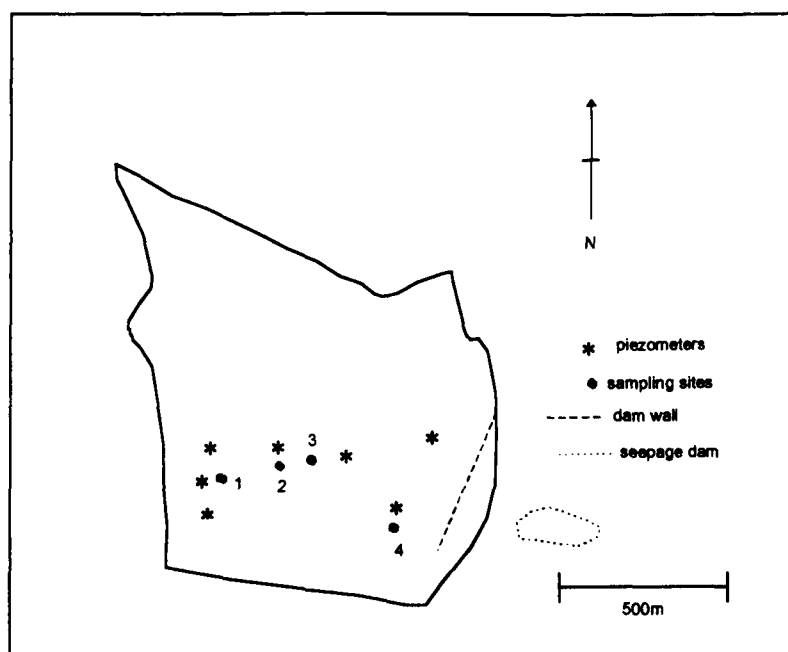 N
* piezometers
● sampling sites
dam wall
seepage dam
3
1
2
4
500m